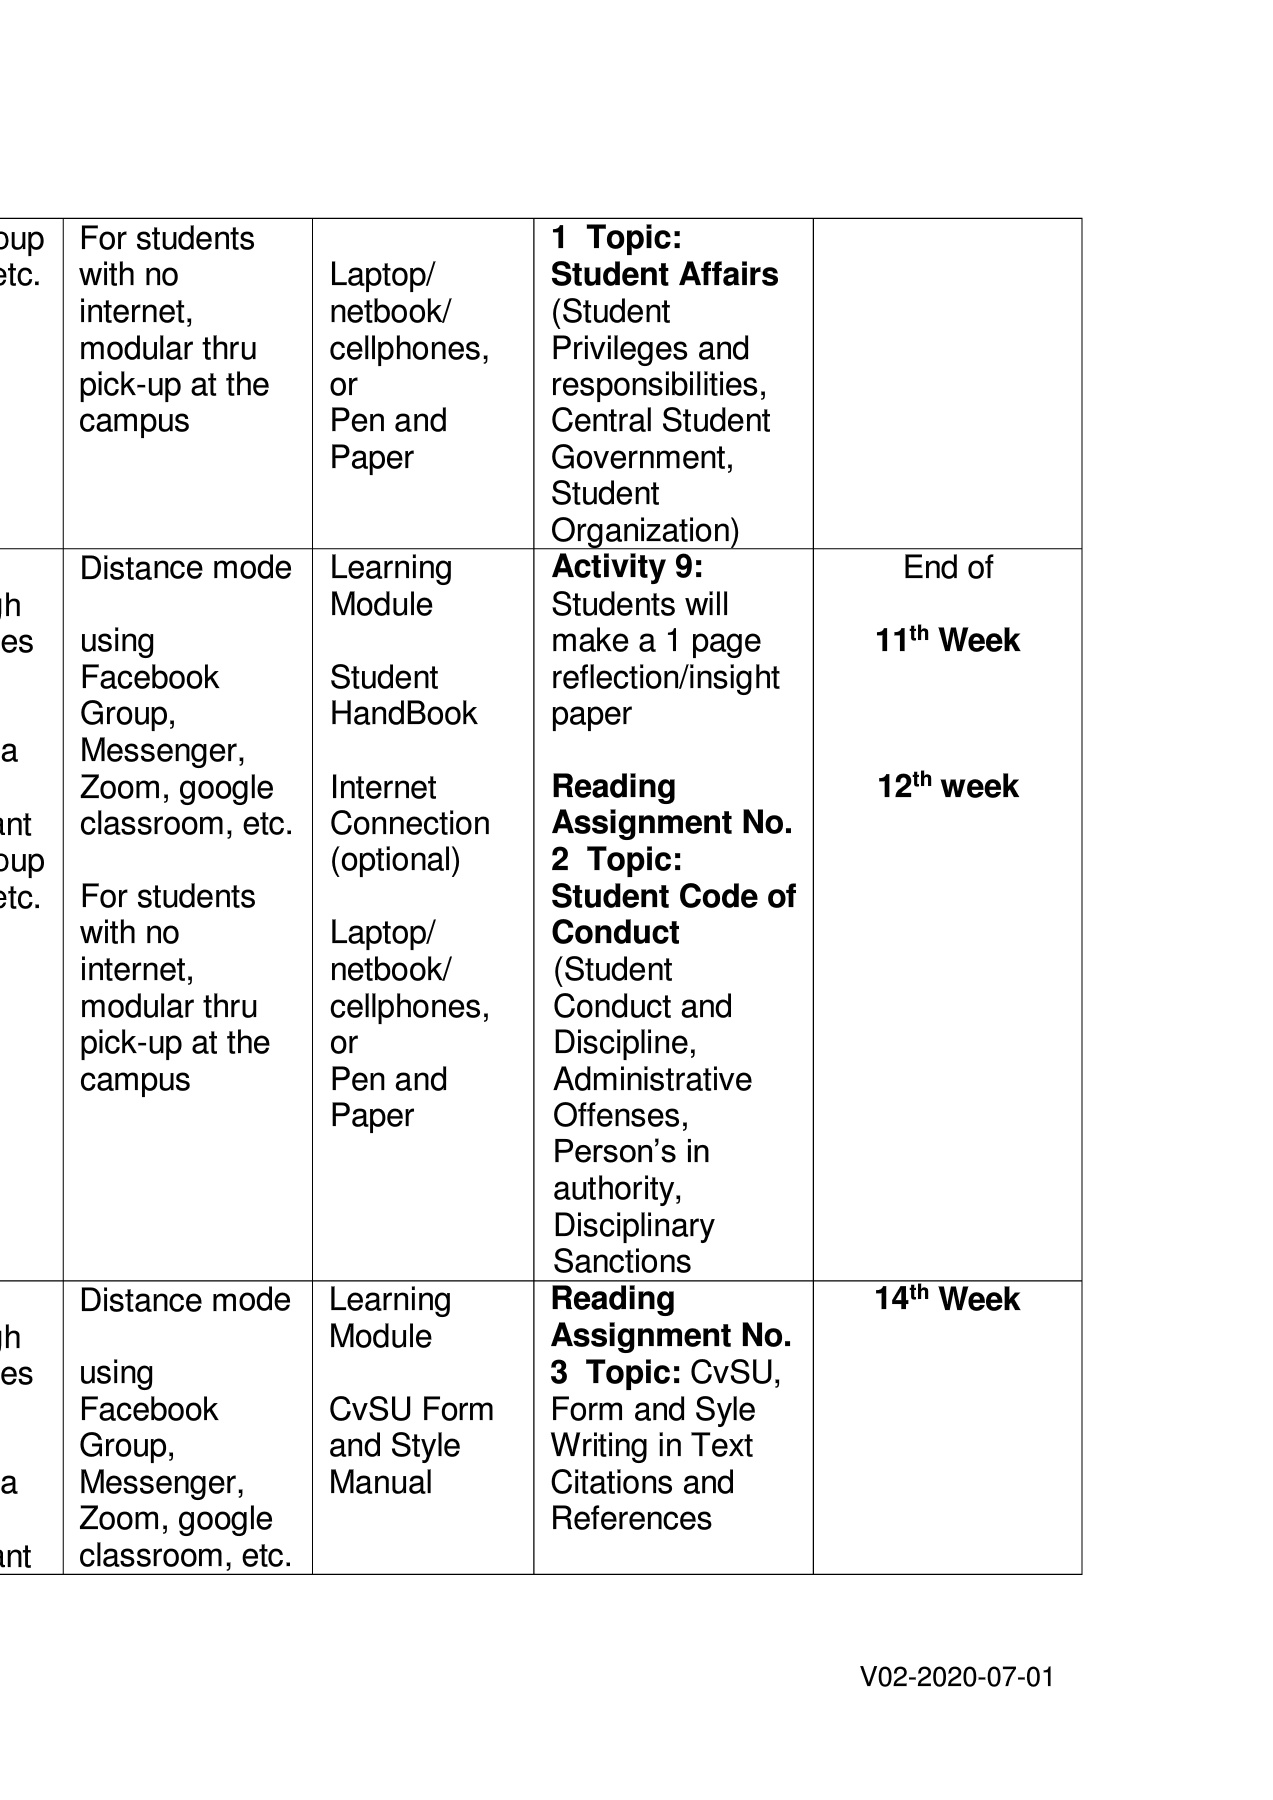 oup
etc.
For students
with no
internet,
modular thru
pick-up at the
campus
Laptop/
netbook/
cellphones,
or
Pen and
Paper
1 Topic:
Student Affairs
(Student
Privileges and
responsibilities,
Central Student
Government,
Student
Organization)
gh
es
a
ant
oup
etc.
Distance mode
using
Facebook
Group,
Messenger,
Zoom, google
classroom, etc.
For students
with no
internet,
modular thru
pick-up at the
campus
Learning
Module
Student
HandBook
Internet
Connection
(optional)
Laptop/
netbook/
cellphones,
or
Pen and
Paper
Activity 9:
Students will
make a 1 page
reflection/insight
paper
Reading
Assignment No.
2 Topic:
Student Code of
Conduct
(Student
Conduct and
Discipline,
Administrative
Offenses,
Person’s in
authority,
Disciplinary
Sanctions
End of
11th Week
12th week
gh
es
a
ant
Distance mode
using
Facebook
Group,
Messenger,
Zoom, google
classroom, etc.
Learning
Module
CvSU Form
and Style
Manual
Reading
Assignment No.
3 Topic: CvSU,
Form and Syle
Writing in Text
Citations and
References
14th Week
V02-2020-07-01